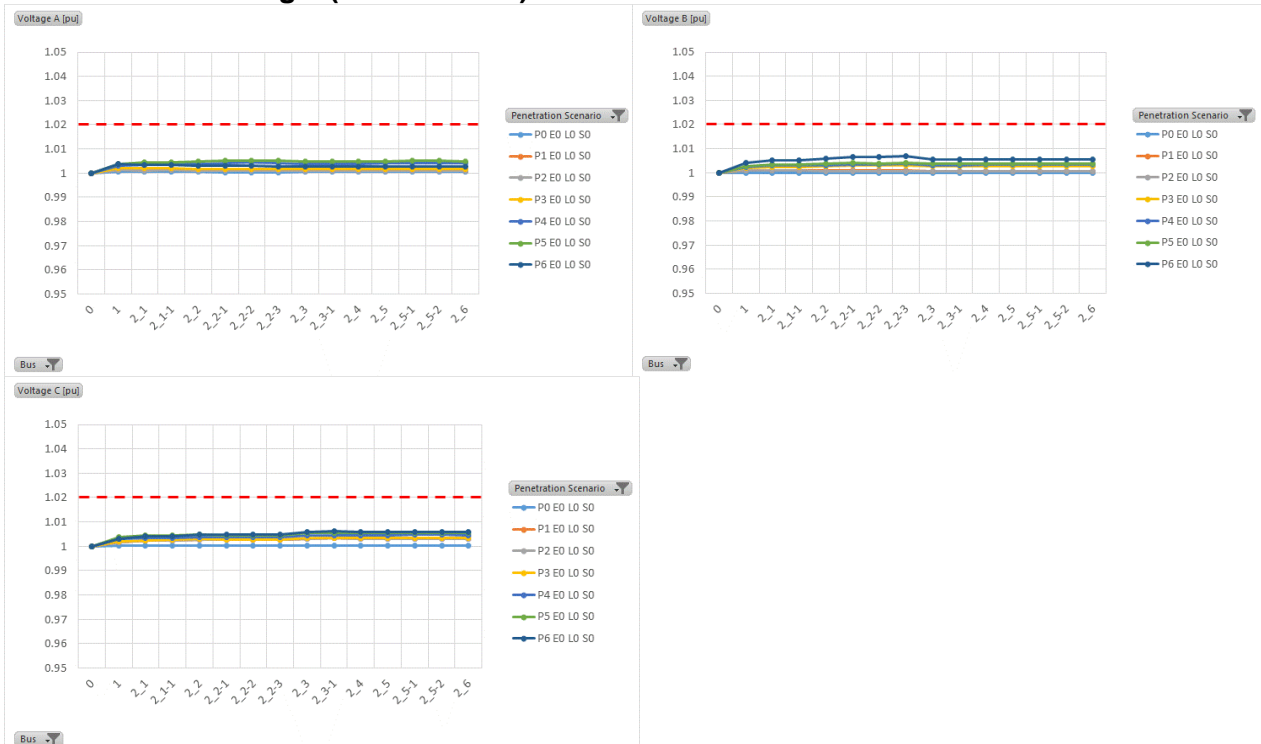 Voltage A [pu]
1.05
1.04
1.03
1.02
1.01
1
0.99
0.98
0.97
0.96
0.95
0
1
2_1
2_1-1
2_2
2_2-1
2_2-2
2_2-3
2_3
2_3-1
2_4
2_5
2_5-1
2_5-2
2_6
Penetration Scenario
P0 E0 L0 S0
P1 E0 L0 S0
P2 E0 L0 S0
P3 E0 L0 S0
P4 E0 L0 S0
P5 E0 L0 S0
P6 E0 L0 S0
Bus
Voltage B [pu]
1.05
1.04
1.03
1.02
1.01
1
0.99
0.98
0.97
0.96
0.95
0
1
2_1
2_1-1
2_2
2_2-1
2_2-2
2_2-3
2_3
2_3-1
2_4
2_5
2_5-1
2_5-2
2_6
Penetration Scenario
P0 E0 L0 S0
P1 E0 L0 S0
P2 E0 L0 S0
P3 E0 L0 S0
P4 E0 L0 S0
P5 E0 L0 S0
P6 E0 L0 S0
Bus
Voltage C [pu]
1.05
1.04
1.03
1.02
1.01
1
0.99
0.98
0.97
0.96
0.95
0
1
2_1
2_1-1
2_2
2_2-1
2_2-2
2_2-3
2_3
2_3-1
2_4
2_5
2_5-1
2_5-2
2_6
Penetration Scenario
P0 E0 L0 S0
P1 E0 L0 S0
P2 E0 L0 S0
P3 E0 L0 S0
P4 E0 L0 S0
P5 E0 L0 S0
P6 E0 L0 S0
Bus